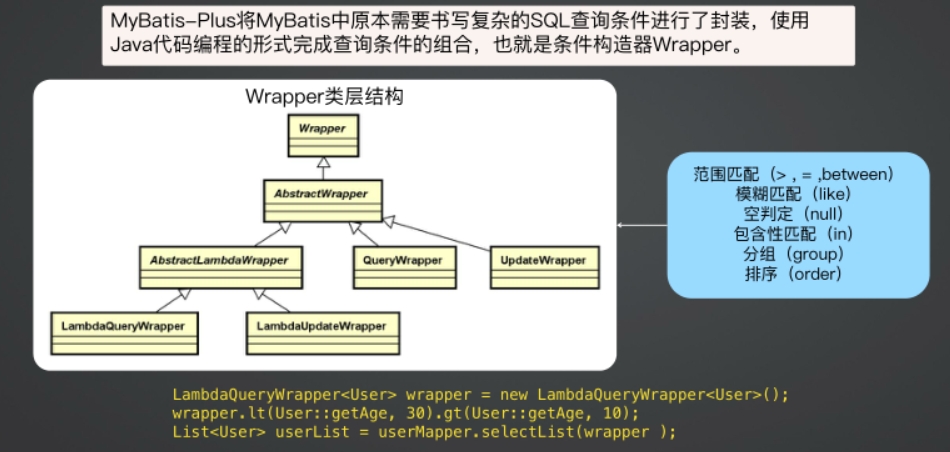 MyBatis-Plus将MyBatis中原本需要书写复杂的SQL查询条件进行了封装，使用
Java代码编程的形式完成查询条件的组合，也就是条件构造器Wrapper。
Wrapper类层结构
Wrapper
AbstractWrapper
AbstractLambdaWrapper
QueryWrapper
UpdateWrapper
LambdaQueryWrapper
LambdaUpdateWrapper
范围匹配（> , = ,between）
模糊匹配（like）
空判定（null）
包含性匹配（in）
分组（group）
排序（order）
LambdaQueryWrapper<User> wrapper = new LambdaQueryWrapper<User>();
wrapper.lt(User::getAge, 30).gt(User::getAge, 10);
List<User> userList = userMapper.selectList(wrapper );